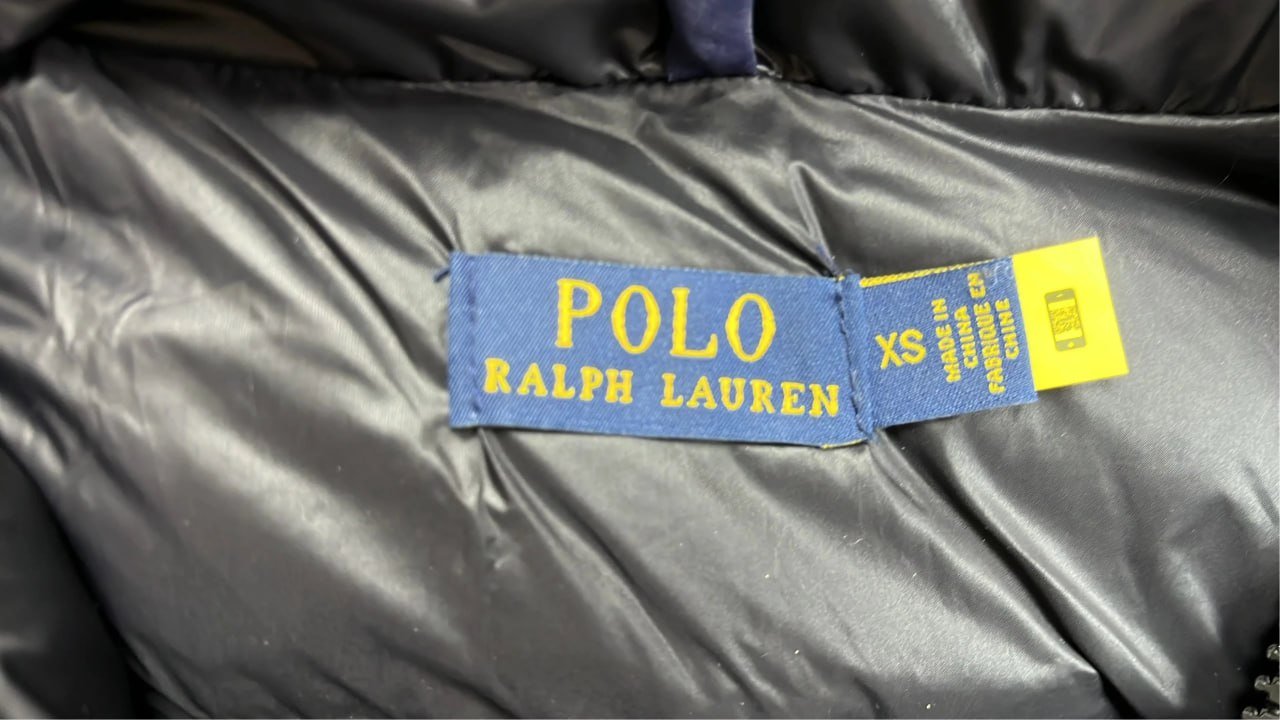 POLO
RALPH LAUREN
XS
MADE IN
CHINA
FABRIQUE EN
CHINE